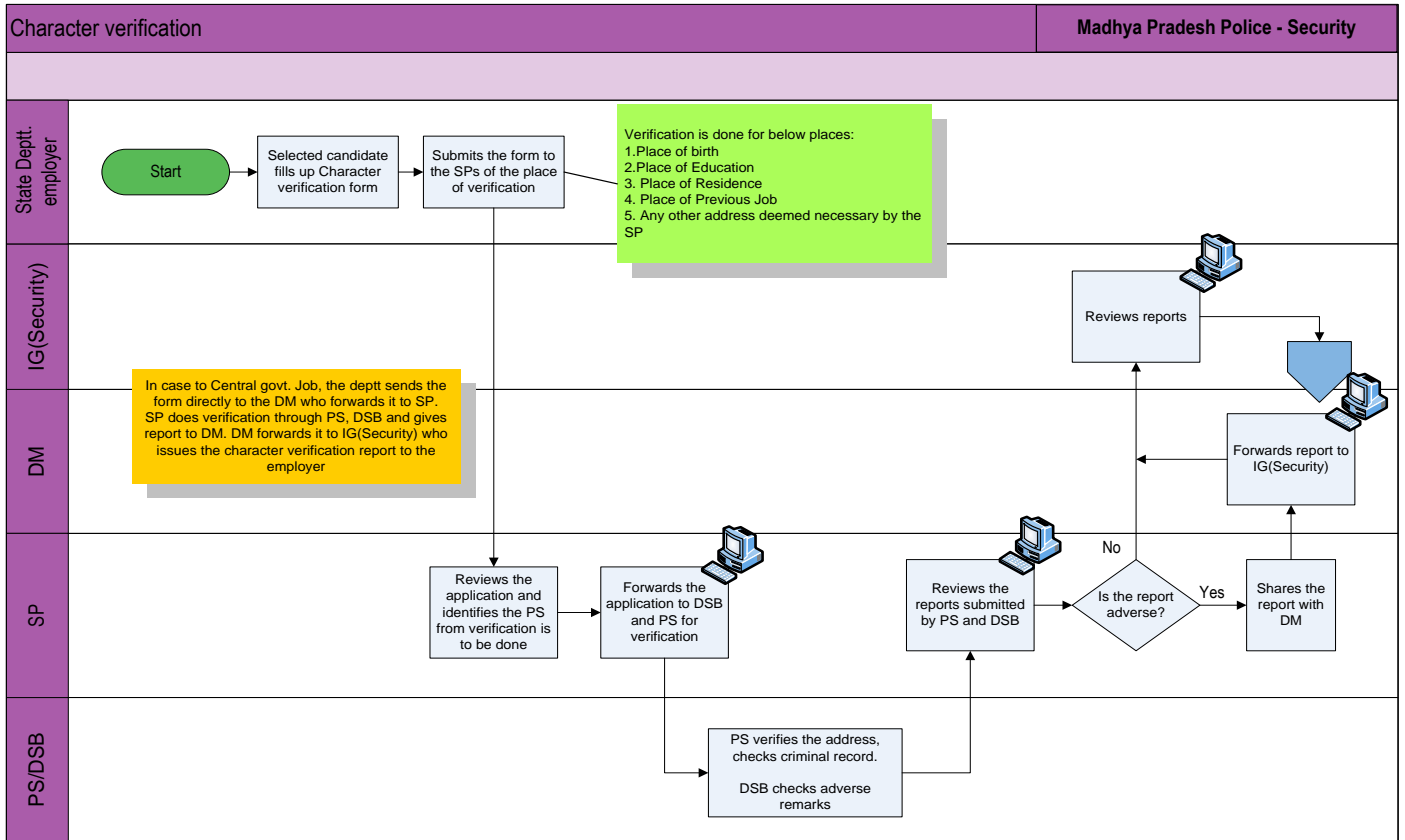 Character verification
Madhya Pradesh Police - Security
State Deptt.
employer
Start
Selected candidate
fills up Character
verification form
Submits the form to
the SPs of the place
of verification
Verification is done for below places:
1.Place of birth
2.Place of Education
3. Place of Residence
4. Place of Previous Job
5. Any other address deemed necessary by the
SP
IG(Security)
Reviews reports
In case to Central govt. Job, the deptt sends the
form directly to the DM who forwards it to SP.
SP does verification through PS, DSB and gives
report to DM. DM forwards it to IG(Security) who
issues the character verification report to the
employer
DM
Forwards report to
IG(Security)
SP
Reviews the
application and
identifies the PS
from verification is
to be done
Forwards the
application to DSB
and PS for
verification
Reviews the
reports submitted
by PS and DSB
No
Is the report
adverse?
Yes
Shares the
report with
DM
PS/DSB
PS verifies the address,
checks criminal record.
DSB checks adverse
remarks